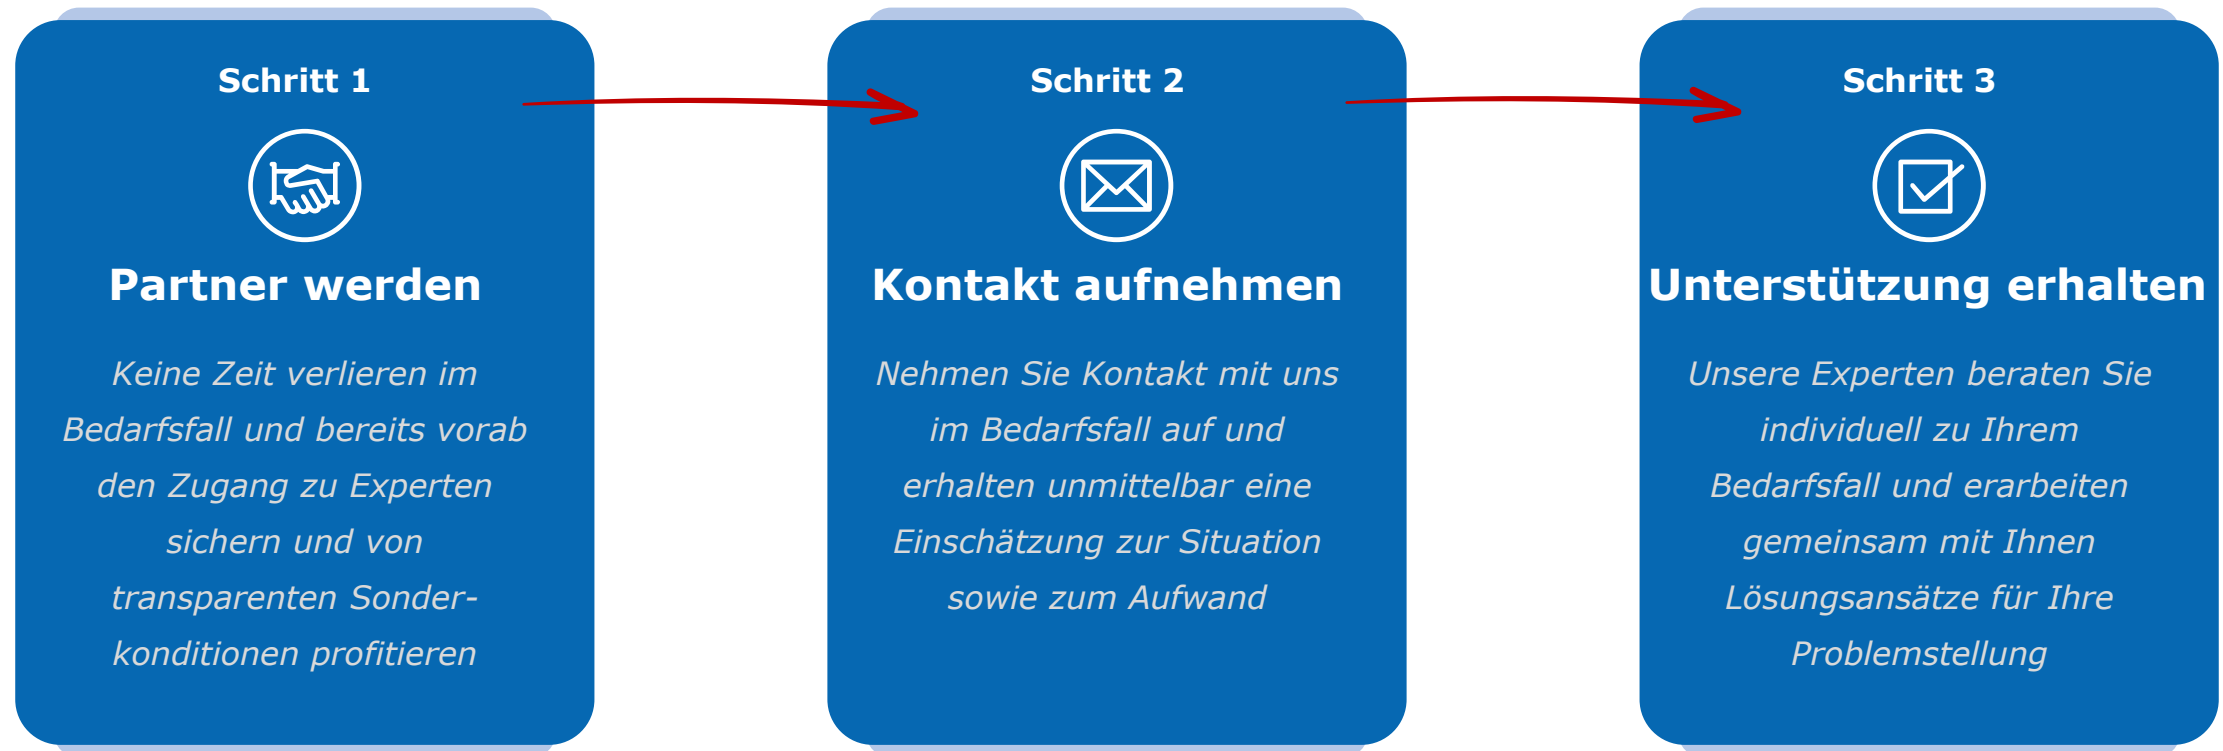 Schritt 1
Partner werden
Keine Zeit verlieren im
Bedarfsfall und bereits vorab
den Zugang zu Experten
sichern und von
transparenten Sonder-
konditionen profitieren
Schritt 2
Kontakt aufnehmen
Nehmen Sie Kontakt mit uns
im Bedarfsfall auf und
erhalten unmittelbar eine
Einschätzung zur Situation
sowie zum Aufwand
Schritt 3
Unterstützung erhalten
Unsere Experten beraten Sie
individuell zu Ihrem
Bedarfsfall und erarbeiten
gemeinsam mit Ihnen
Lösungsansätze für Ihre
Problemstellung